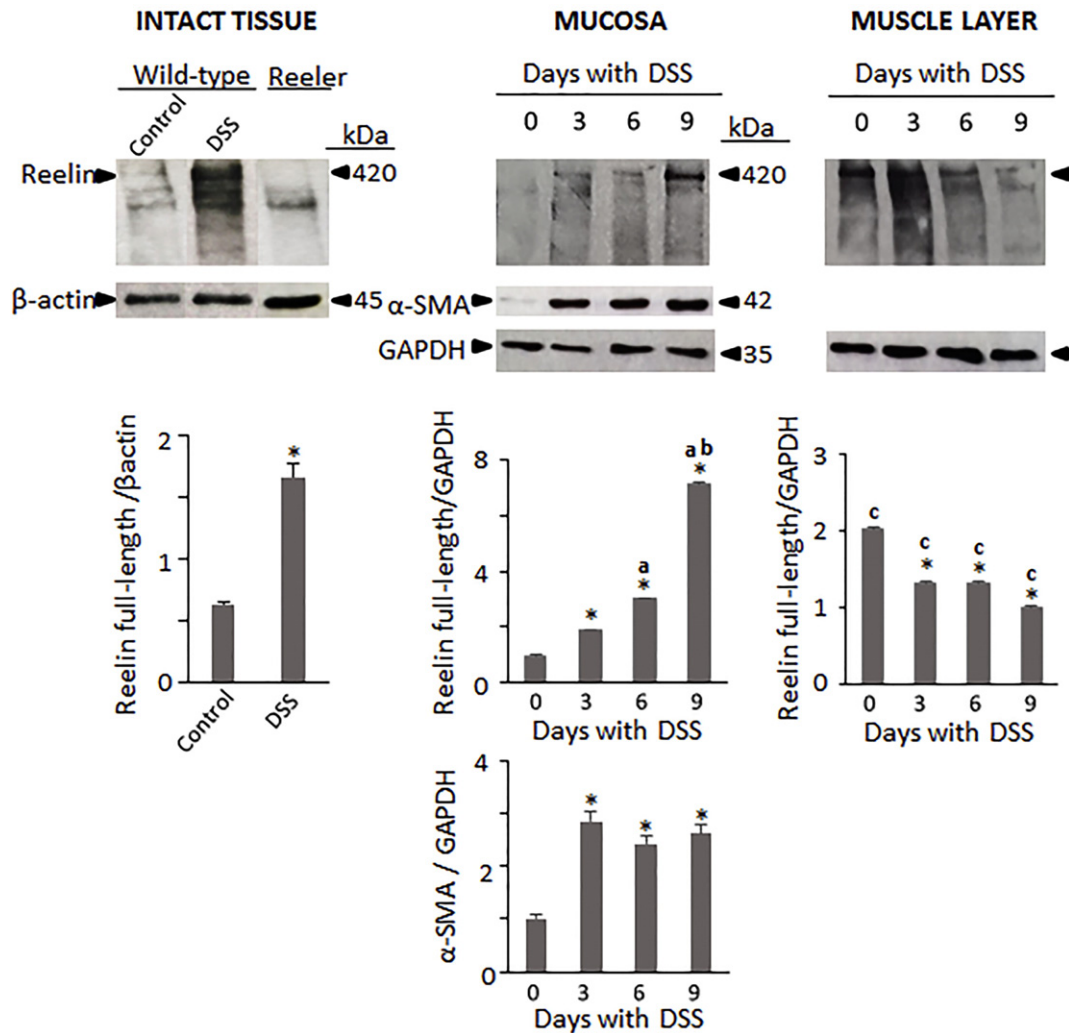 INTACT TISSUE
Wild-type Reeler
Control DSS
kDa
Reelin 420
β-actin 45
MUCOSA
Days with DSS
0 3 6 9
kDa
420
α-SMA 42
GAPDH 35
MUSCLE LAYER
Days with DSS
0 3 6 9
Reelin full-length /βactin
2
1
0
*
Control DSS
Reelin full-length/GAPDH
8
4
0
*
a
*
a b
*
0 3 6 9
Days with DSS
Reelin full-length/GAPDH
3
2
1
0
c
c
*
c
*
c
*
0 3 6 9
Days with DSS
α-SMA / GAPDH
4
2
0
* * *
0 3 6 9
Days with DSS